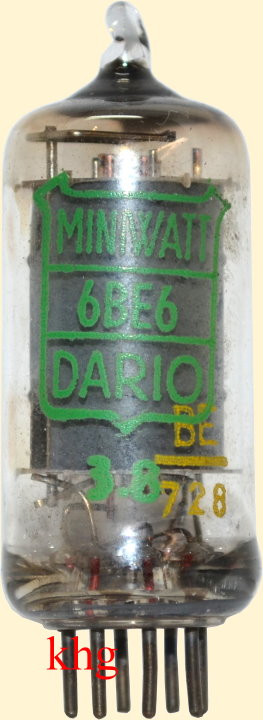 MINIWATT
6BE6
DARIO
BE
3.8
728
khg